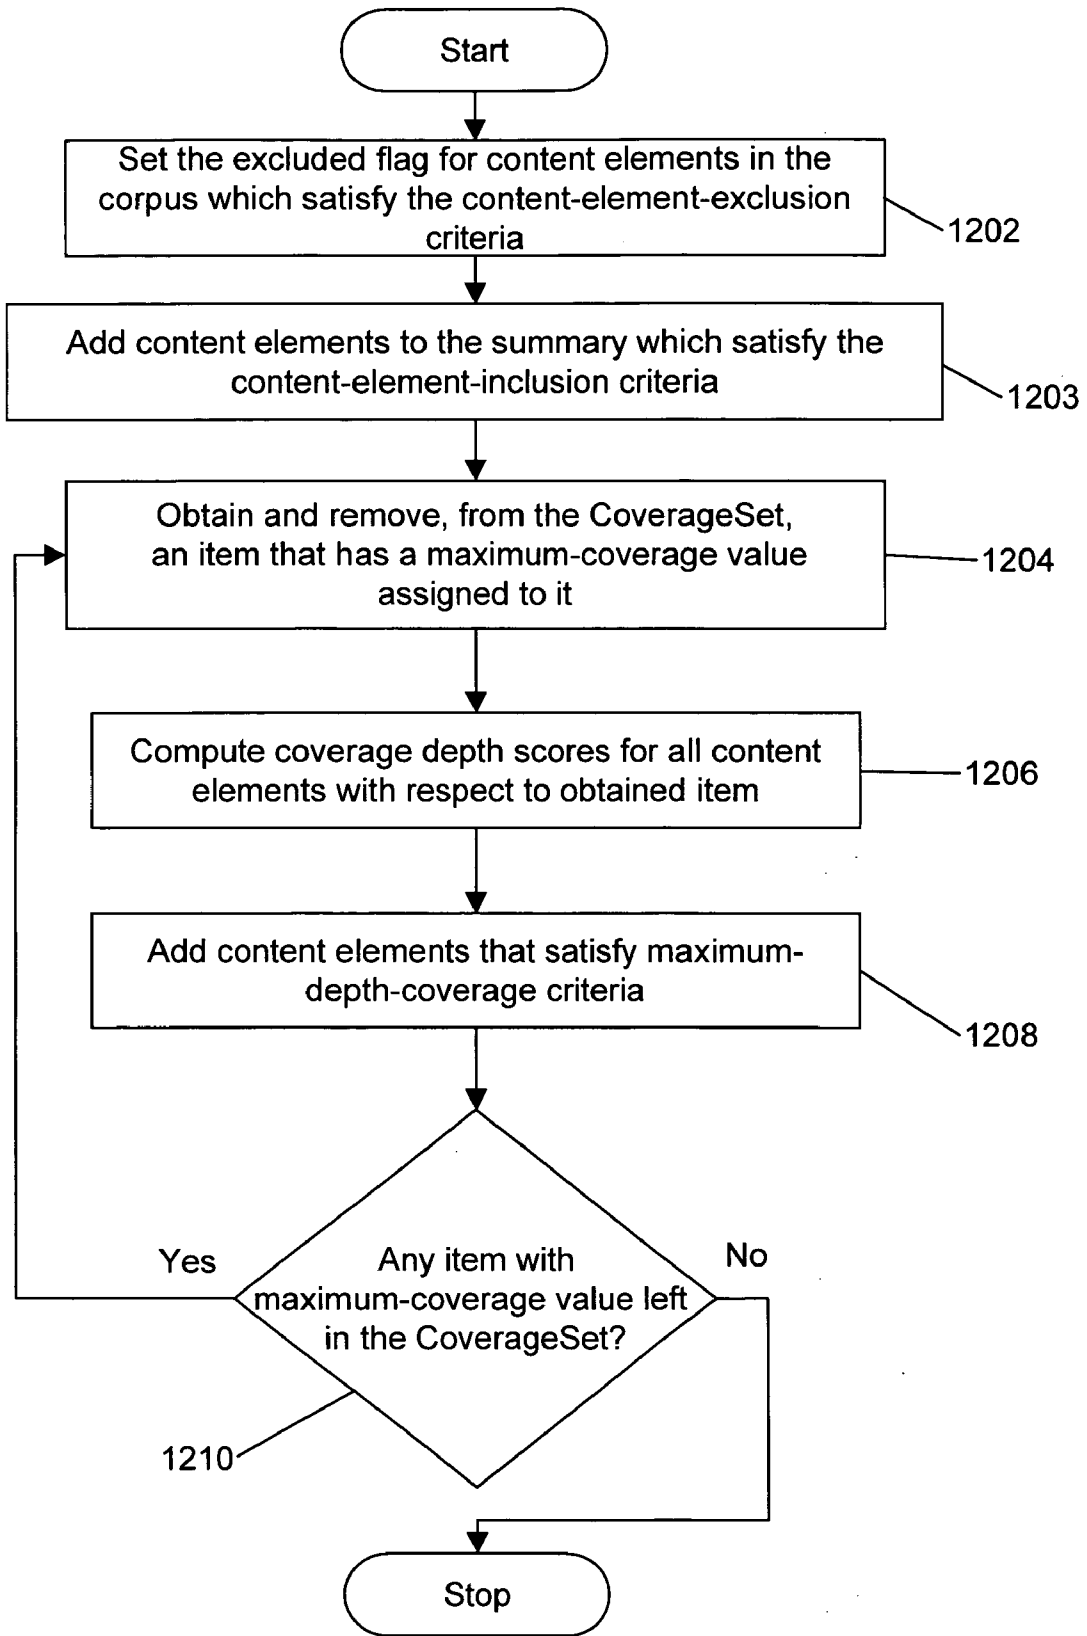 Start
Set the excluded flag for content elements in the
corpus which satisfy the content-element-exclusion
criteria
1202
Add content elements to the summary which satisfy the
content-element-inclusion criteria
1203
Obtain and remove, from the CoverageSet,
an item that has a maximum-coverage value
assigned to it
1204
Compute coverage depth scores for all content
elements with respect to obtained item
1206
Add content elements that satisfy maximum-
depth-coverage criteria
1208
Yes
No
Any item with
maximum-coverage value left
in the CoverageSet?
1210
Stop